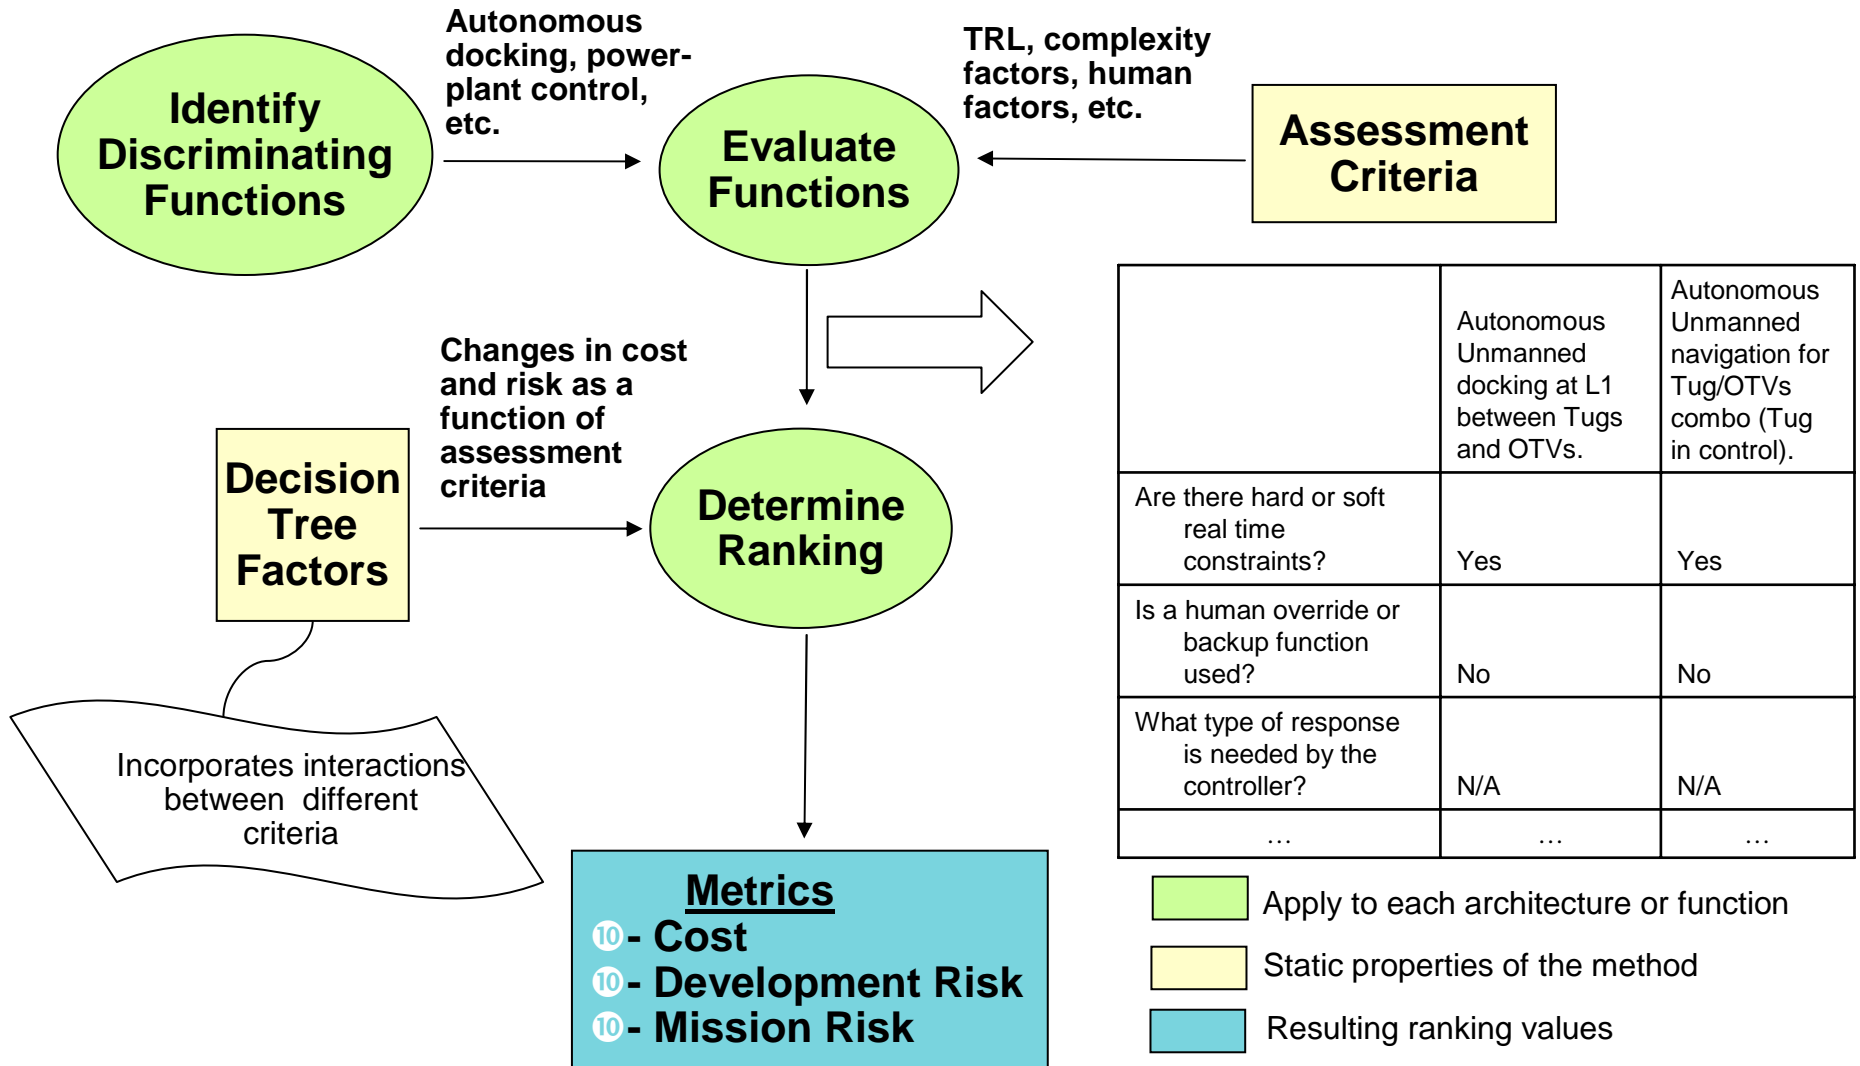 Identify
Discriminating
Functions
Autonomous
docking, power-
plant control,
etc.
Evaluate
Functions
TRL, complexity
factors, human
factors, etc.
Assessment
Criteria
Decision
Tree
Factors
Changes in cost
and risk as a
function of
assessment
criteria
Determine
Ranking
Incorporates interactions
between different
criteria
Metrics
❿- Cost
❿- Development Risk
❿- Mission Risk
Autonomous
Unmanned
docking at L1
between Tugs
and OTVs.
Autonomous
Unmanned
navigation for
Tug/OTVs
combo (Tug
in control).
Are there hard or soft
real time
constraints?
Yes
Yes
Is a human override or
backup function
used?
No
No
What type of response
is needed by the
controller?
N/A
N/A
…
…
…
Apply to each architecture or function
Static properties of the method
Resulting ranking values